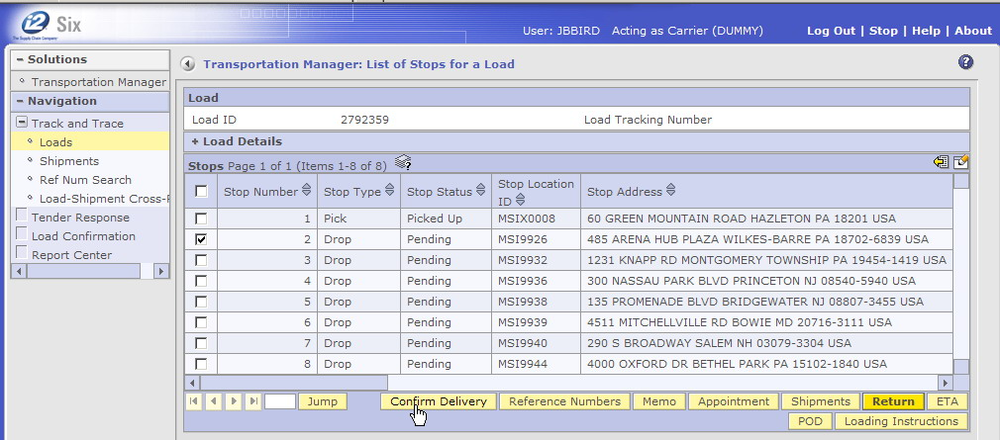 i2 Six
The Supply Chain Company
User: JBBIRD Acting as Carrier (DUMMY) Log Out | Stop | Help | About
− Solutions
Transportation Manager
− Navigation
Track and Trace
Loads
Shipments
Ref Num Search
Load-Shipment Cross-R
Tender Response
Load Confirmation
Report Center
Transportation Manager: List of Stops for a Load
Load
Load ID 2792359 Load Tracking Number
+ Load Details
Stops Page 1 of 1 (Items 1-8 of 8)
Stop Number Stop Type Stop Status Stop Location ID Stop Address
1 Pick Picked Up MSIX0008 60 GREEN MOUNTAIN ROAD HAZLETON PA 18201 USA
2 Drop Pending MSI9926 485 ARENA HUB PLAZA WILKES-BARRE PA 18702-6839 USA
3 Drop Pending MSI9932 1231 KNAPP RD MONTGOMERY TOWNSHIP PA 19454-1419 USA
4 Drop Pending MSI9936 300 NASSAU PARK BLVD PRINCETON NJ 08540-5940 USA
5 Drop Pending MSI9938 135 PROMENADE BLVD BRIDGEWATER NJ 08807-3455 USA
6 Drop Pending MSI9939 4511 MITCHELLVILLE RD BOWIE MD 20716-3111 USA
7 Drop Pending MSI9940 290 S BROADWAY SALEM NH 03079-3304 USA
8 Drop Pending MSI9944 4000 OXFORD DR BETHEL PARK PA 15102-1840 USA
Jump Confirm Delivery Reference Numbers Memo Appointment Shipments Return ETA
POD Loading Instructions